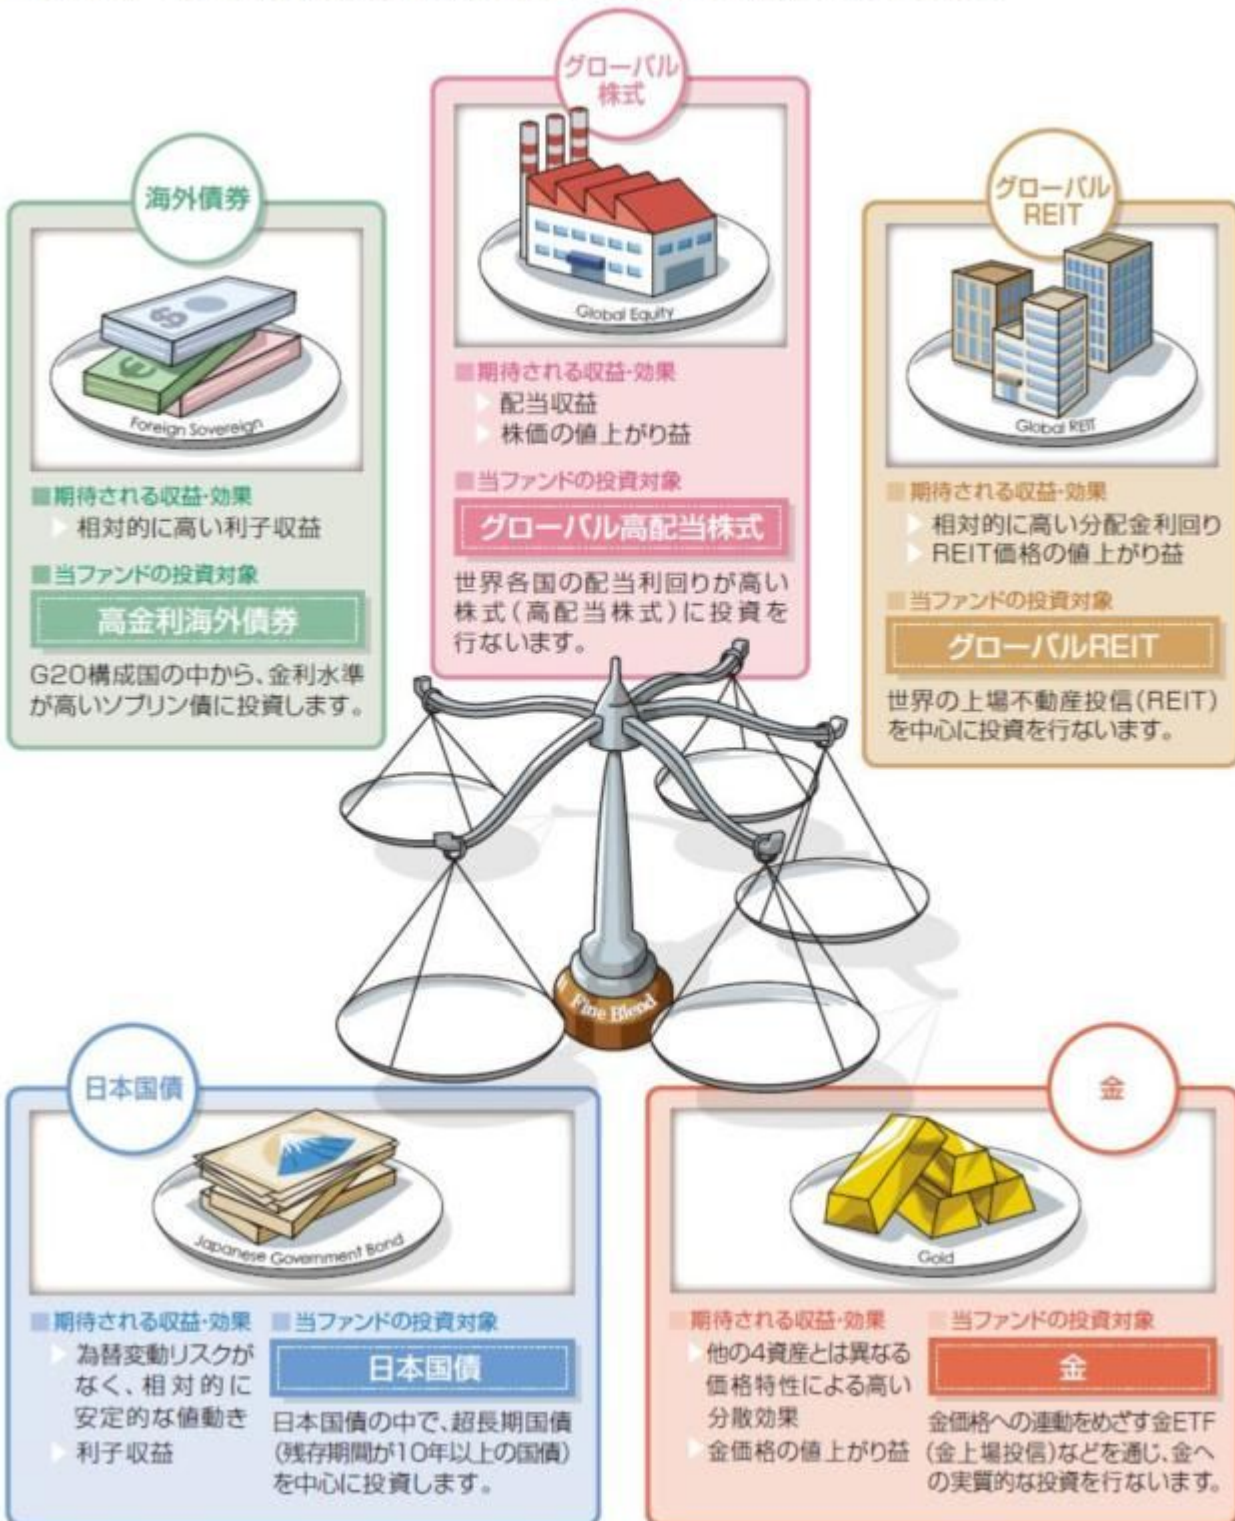 グローバル
株式
Global Equity
■期待される収益・効果
配当収益
株価の値上がり益
■当ファンドの投資対象
グローバル高配当株式
世界各国の配当利回りが高い
株式(高配当株式)に投資を
行ないます。
海外債券
Foreign Sovereign
■期待される収益・効果
相対的に高い利子収益
■当ファンドの投資対象
高金利海外債券
G20構成国の中から、金利水準
が高いソブリン債に投資します。
グローバル
REIT
Global REIT
■期待される収益・効果
相対的に高い分配金利回り
REIT価格の値上がり益
■当ファンドの投資対象
グローバルREIT
世界の上場不動産投信(REIT)
を中心に投資を行ないます。
Fine Blend
日本国債
Japanese Government Bond
■期待される収益・効果
為替変動リスクが
なく、相対的に
安定的な値動き
利子収益
■当ファンドの投資対象
日本国債
日本国債の中で、超長期国債
(残存期間が10年以上の国債)
を中心に投資します。
金
Gold
■期待される収益・効果
他の4資産とは異なる
価格特性による高い
分散効果
金価格の値上がり益
■当ファンドの投資対象
金
金価格への連動をめざす金ETF
(金上場投信)などを通じ、金へ
の実質的な投資を行ないます。